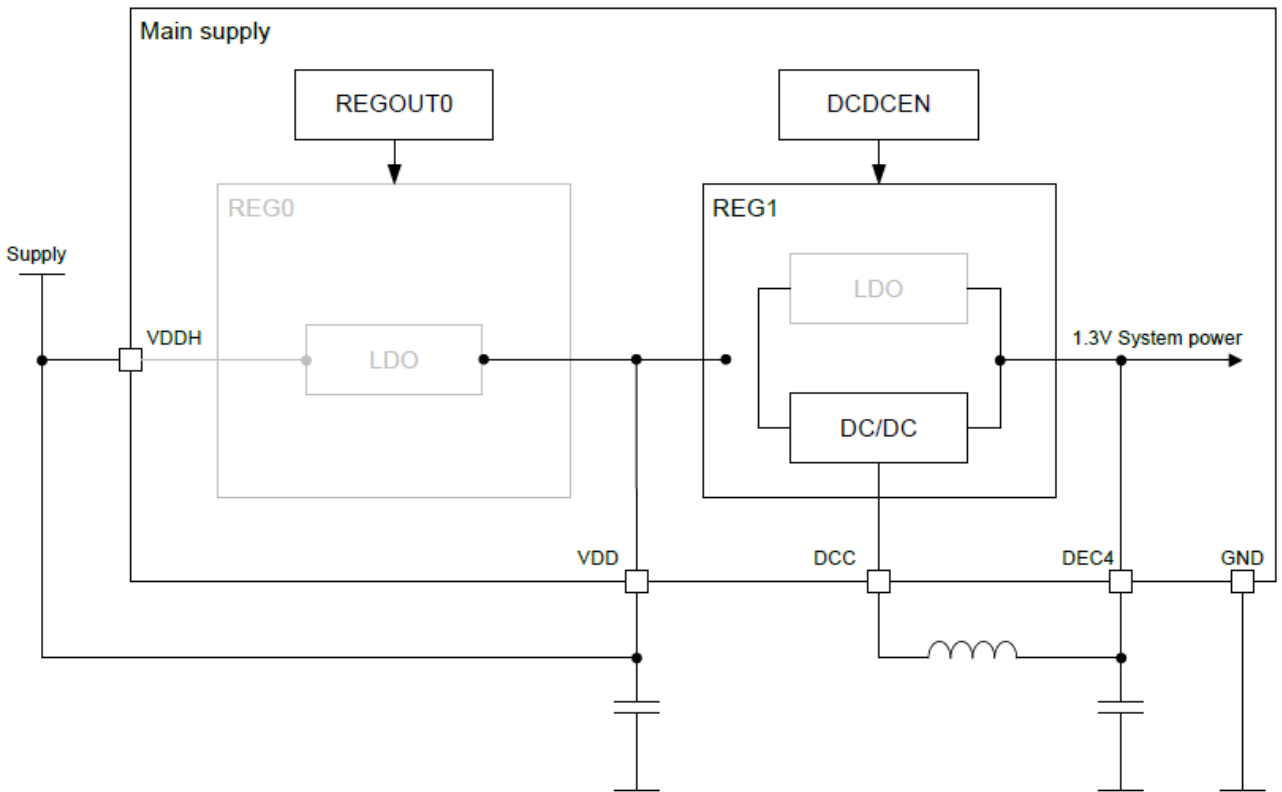 Main supply
REGOUT0
DCDCEN
REG0
REG1
Supply
LDO
VDDH
1.3V System power
LDO
DC/DC
VDD
DCC
DEC4
GND